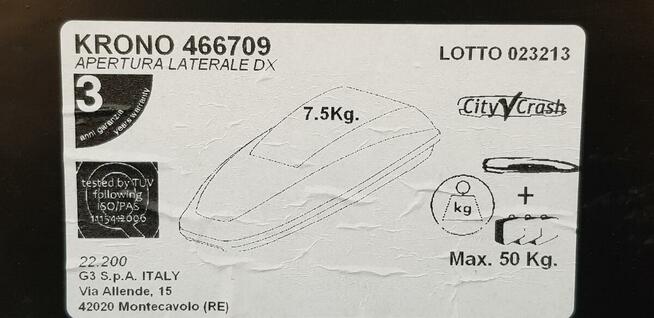 KRONO 466709
LOTTO 023213
APERTURA LATERALE DX
3
anni garanzia
years warranty
City Crash
7.5Kg.
tested by TÜV
following
ISO/PAS
11154:2006
kg
+
Max. 50 Kg.
22.200
G3 S.p.A. ITALY
Via Allende, 15
42020 Montecavolo (RE)